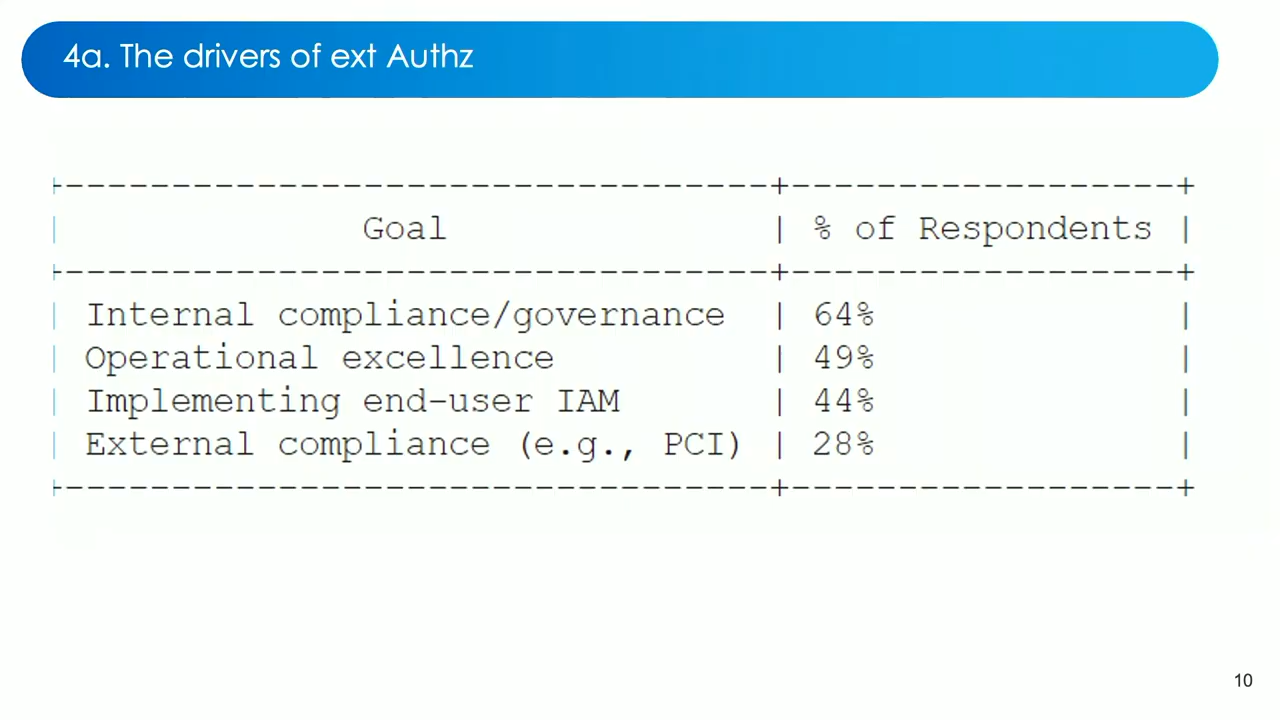 4a. The drivers of ext Authz
+---------------------------------+------------------+
| Goal | % of Respondents |
+---------------------------------+------------------+
| Internal compliance/governance | 64% |
| Operational excellence | 49% |
| Implementing end-user IAM | 44% |
| External compliance (e.g., PCI) | 28% |
+---------------------------------+------------------+
10